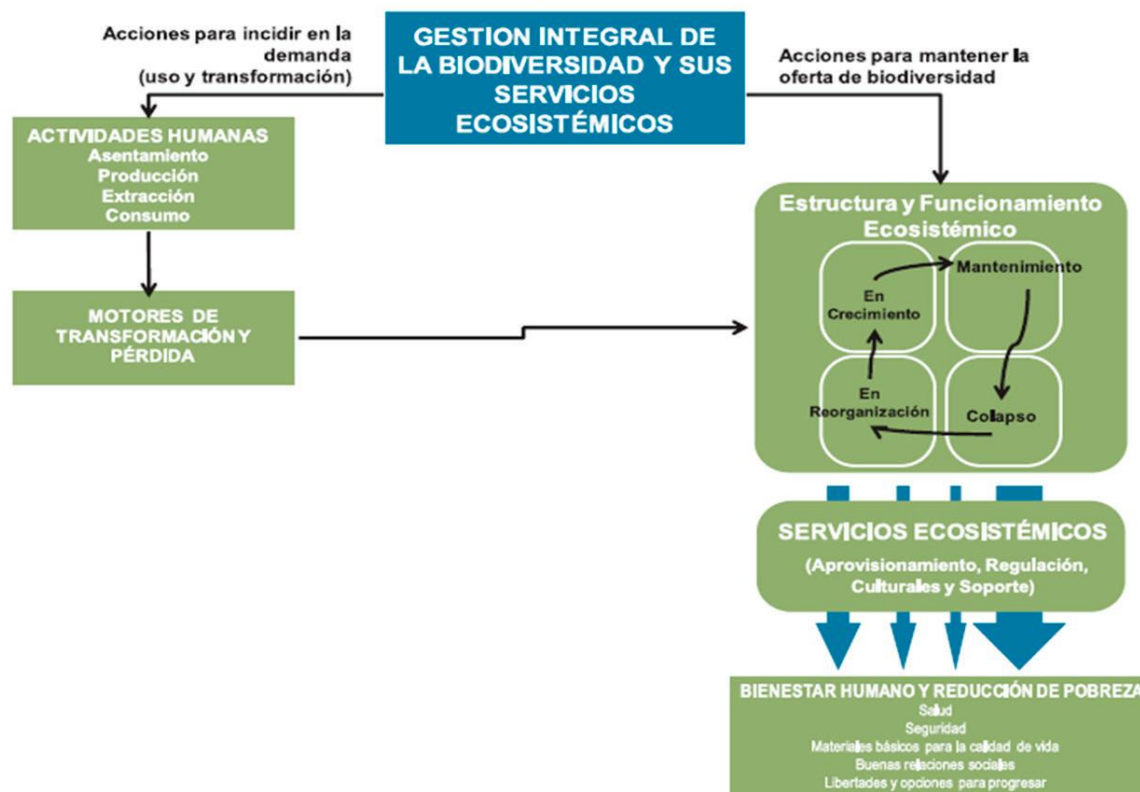 Acciones para incidir en la
demanda
(uso y transformación)
GESTION INTEGRAL DE
LA BIODIVERSIDAD Y SUS
SERVICIOS
ECOSISTÉMICOS
Acciones para mantener la
oferta de biodiversidad
ACTIVIDADES HUMANAS
Asentamiento
Producción
Extracción
Consumo
MOTORES DE
TRANSFORMACIÓN Y
PÉRDIDA
Estructura y Funcionamiento
Ecosistémico
Mantenimiento
En
Crecimiento
En
Reorganización
Colapso
SERVICIOS ECOSISTÉMICOS
(Aprovisionamiento, Regulación,
Culturales y Soporte)
BIENESTAR HUMANO Y REDUCCIÓN DE POBREZA
Salud
Seguridad
Materiales básicos para la calidad de vida
Buenas relaciones sociales
Libertades y opciones para progresar